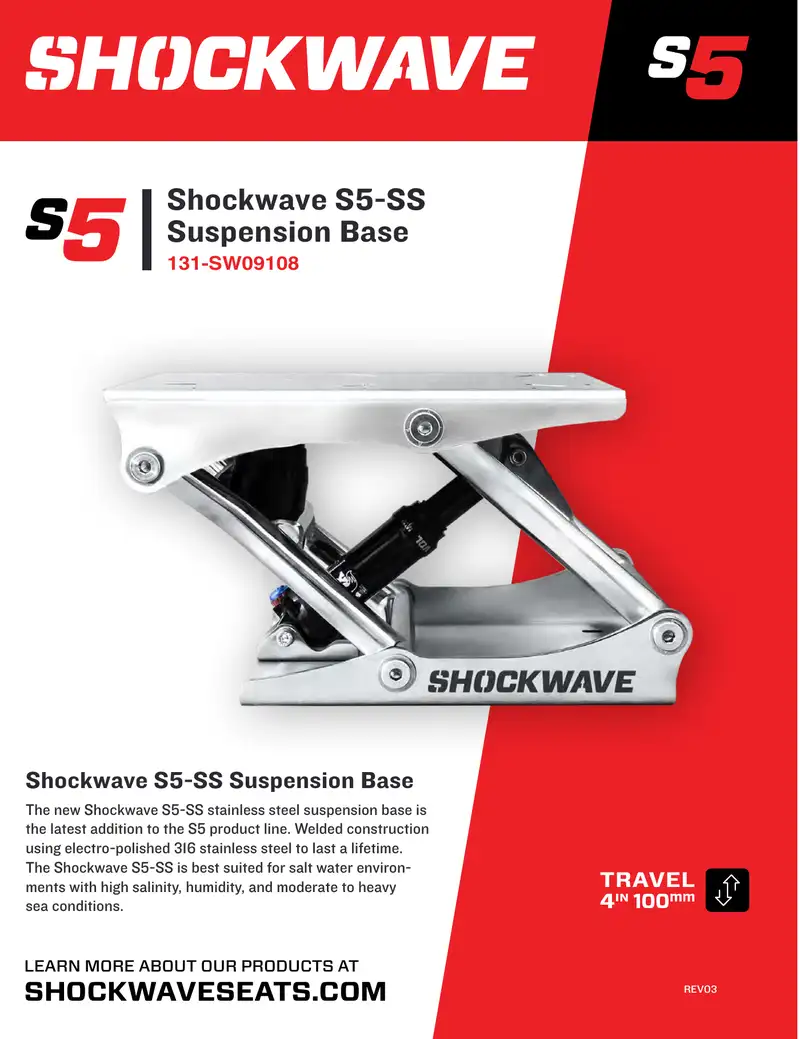 SHOCKWAVE
S5
S5
Shockwave S5-SS
Suspension Base
131-SW09108
VOL
SHOCKWAVE
Shockwave S5-SS Suspension Base
The new Shockwave S5-SS stainless steel suspension base is
the latest addition to the S5 product line. Welded construction
using electro-polished 316 stainless steel to last a lifetime.
The Shockwave S5-SS is best suited for salt water environ-
ments with high salinity, humidity, and moderate to heavy
sea conditions.
TRAVEL
4IN 100mm
LEARN MORE ABOUT OUR PRODUCTS AT
SHOCKWAVESEATS.COM
REV03